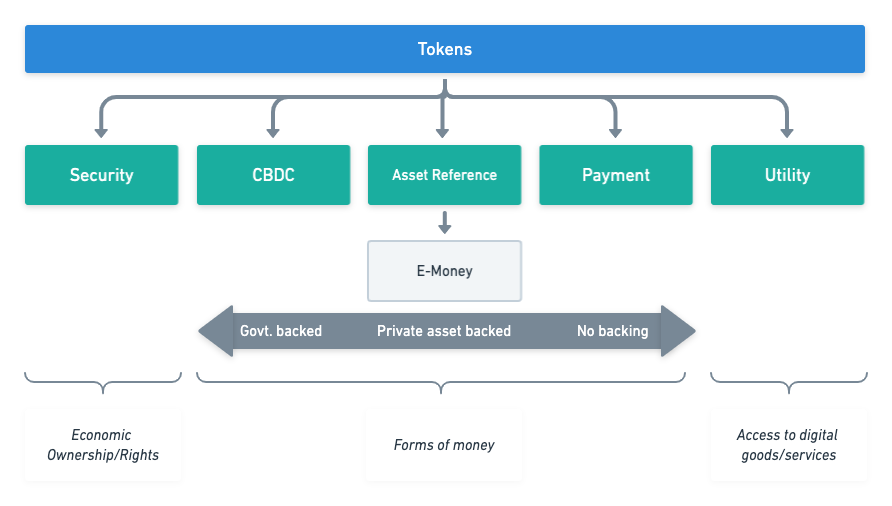 Tokens
Security
CBDC
Asset Reference
Payment
Utility
E-Money
Govt. backed
Private asset backed
No backing
Economic
Ownership/Rights
Forms of money
Access to digital
goods/services